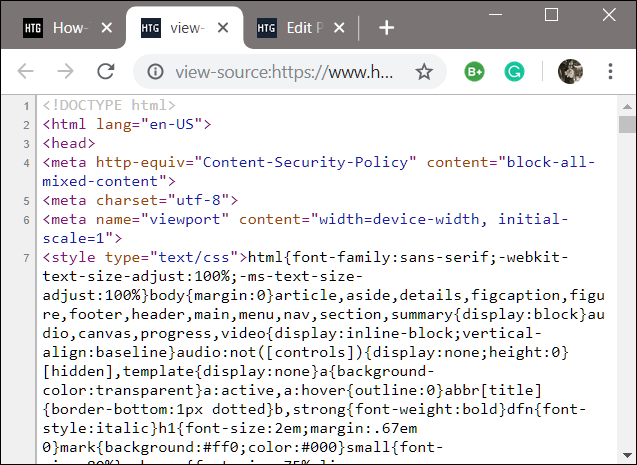 HTG How-
HTG view-
HTG Edit P
view-source:https://www.h...
B+
G
1 <!DOCTYPE html>
2 <html lang="en-US">
3 <head>
4 <meta http-equiv="Content-Security-Policy" content="block-all-
mixed-content">
5 <meta charset="utf-8">
6 <meta name="viewport" content="width=device-width, initial-
scale=1">
7 <style type="text/css">html{font-family:sans-serif;-webkit-
text-size-adjust:100%;-ms-text-size-
adjust:100%}body{margin:0}article,aside,details,figcaption,figu
re,footer,header,main,menu,nav,section,summary{display:block}au
dio,canvas,progress,video{display:inline-block;vertical-
align:baseline}audio:not([controls]){display:none;height:0}
[hidden],template{display:none}a{background-
color:transparent}a:active,a:hover{outline:0}abbr[title]
{border-bottom:1px dotted}b,strong{font-weight:bold}dfn{font-
style:italic}h1{font-size:2em;margin:.67em
0}mark{background:#ff0;color:#000}small{font-